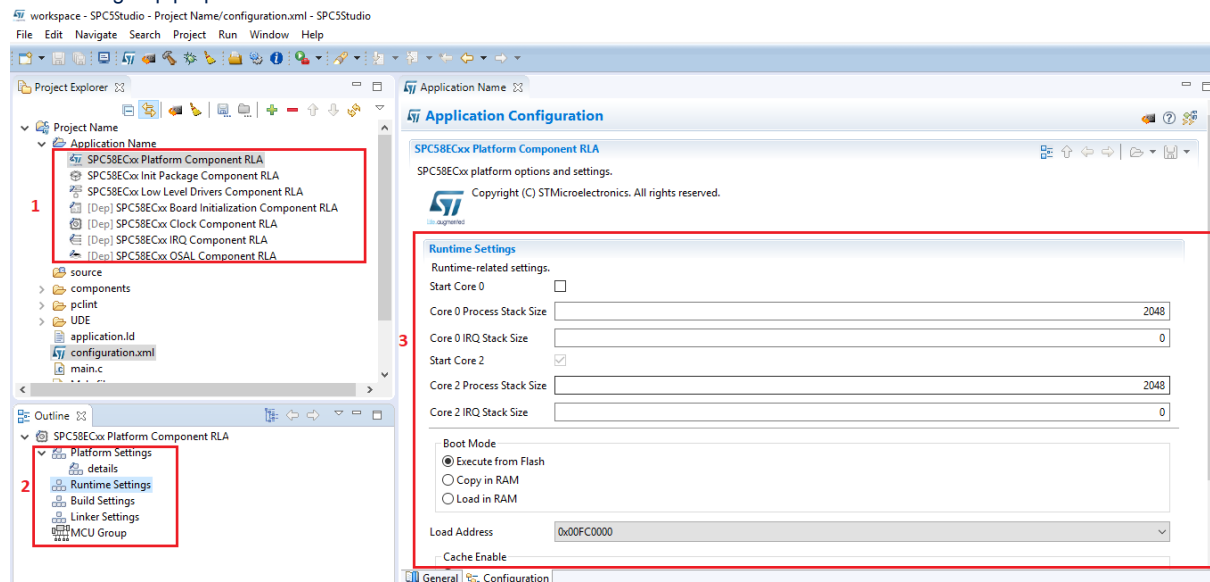 workspace - SPC5Studio - Project Name/configuration.xml - SPC5Studio
File Edit Navigate Search Project Run Window Help
Project Explorer
Project Name
Application Name
SPC58ECxx Platform Component RLA
SPC58ECxx Init Package Component RLA
SPC58ECxx Low Level Drivers Component RLA
1
[Dep] SPC58ECxx Board Initialization Component RLA
[Dep] SPC58ECxx Clock Component RLA
[Dep] SPC58ECxx IRQ Component RLA
[Dep] SPC58ECxx OSAL Component RLA
source
components
pclint
UDE
application.ld
configuration.xml
main.c
Outline
SPC58ECxx Platform Component RLA
Platform Settings
details
2
Runtime Settings
Build Settings
Linker Settings
MCU Group
Application Name
Application Configuration
SPC58ECxx Platform Component RLA
SPC58ECxx platform options and settings.
Copyright (C) STMicroelectronics. All rights reserved.
life.augmented
Runtime Settings
Runtime-related settings.
Start Core 0
Core 0 Process Stack Size 2048
3
Core 0 IRQ Stack Size 0
Start Core 2
Core 2 Process Stack Size 2048
Core 2 IRQ Stack Size 0
Boot Mode
Execute from Flash
Copy in RAM
Load in RAM
Load Address 0x00FC0000
Cache Enable
General Configuration